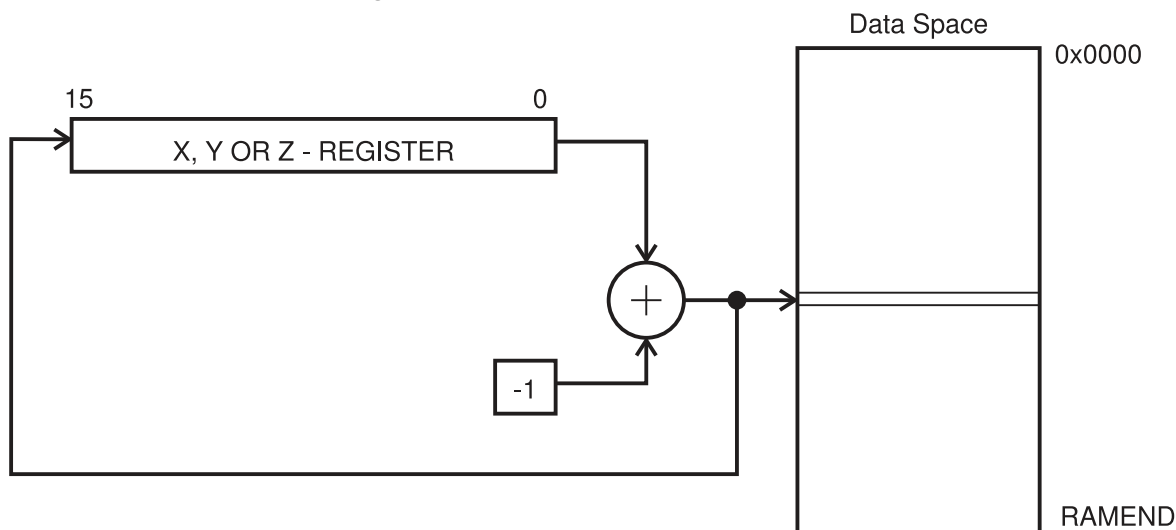 Data Space
0x0000
15
0
X, Y OR Z - REGISTER
+
-1
RAMEND